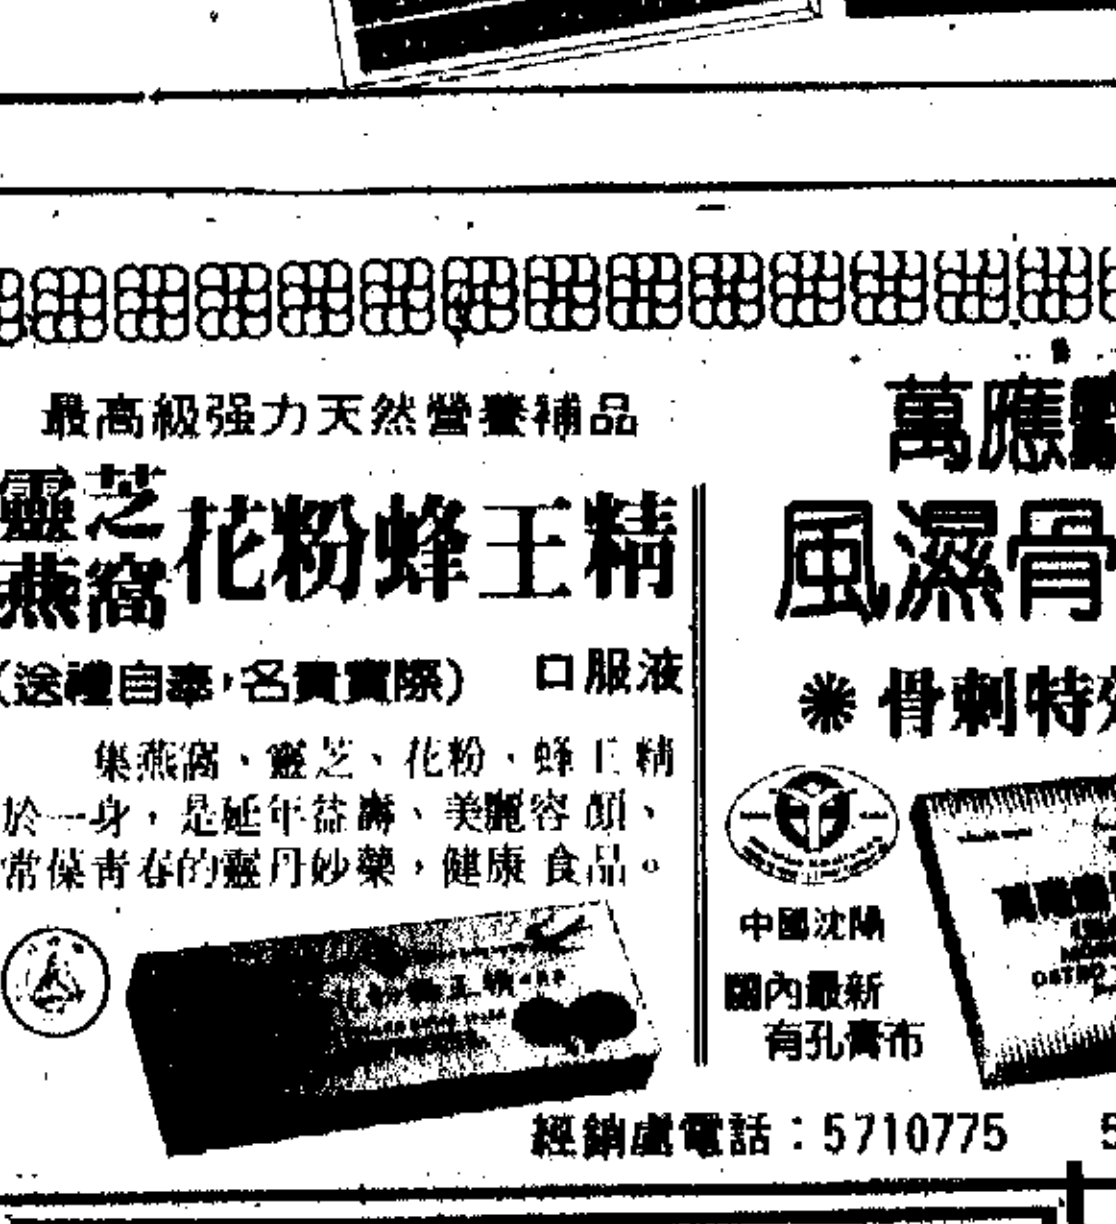 最高級强力天然營養補品
靈芝
燕窩
花粉蜂王精
(送禮自奉,名貴實際)
口服液
集燕窩、靈芝、花粉、蜂王精
於一身,是延年益壽、美麗容顏、
常葆青春的靈丹妙藥,健康食品。
萬應
風濕骨
骨刺特
中國沈陽
國內最新
有孔膏布
經銷處電話:5710775